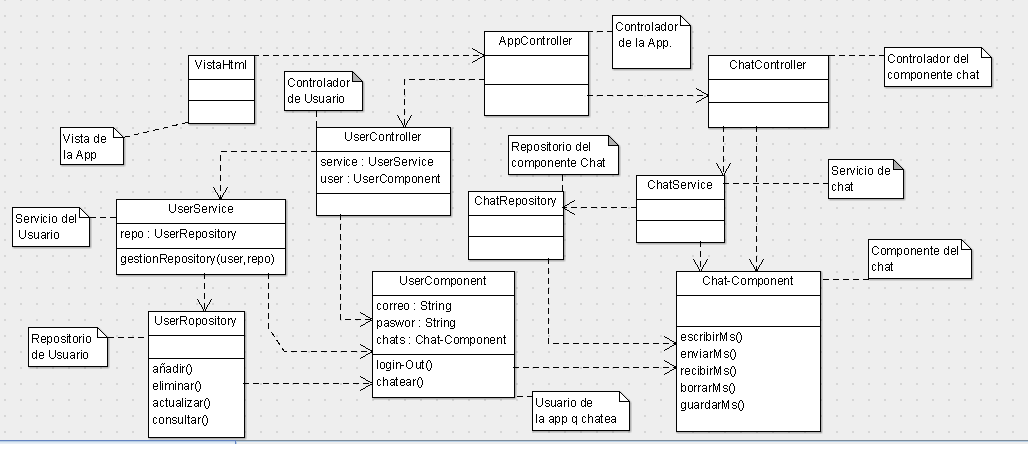 AppController
Controlador
de la App.
VistaHtml
ChatController
Controlador del
componente chat
Controlador
de Usuario
Vista de
la App
UserController
service : UserService
user : UserComponent
Repositorio del
componente Chat
ChatService
Servicio de
chat
ChatRepository
UserService
repo : UserRepository
gestionRepository(user,repo)
Servicio del
Usuario
Componente del
chat
UserComponent
correo : String
paswor : String
chats : Chat-Component
login-Out()
chatear()
Chat-Component
escribirMs()
enviarMs()
recibirMs()
borrarMs()
guardarMs()
UserRopository
añadir()
eliminar()
actualizar()
consultar()
Repositorio
de Usuario
Usuario de
la app q chatea